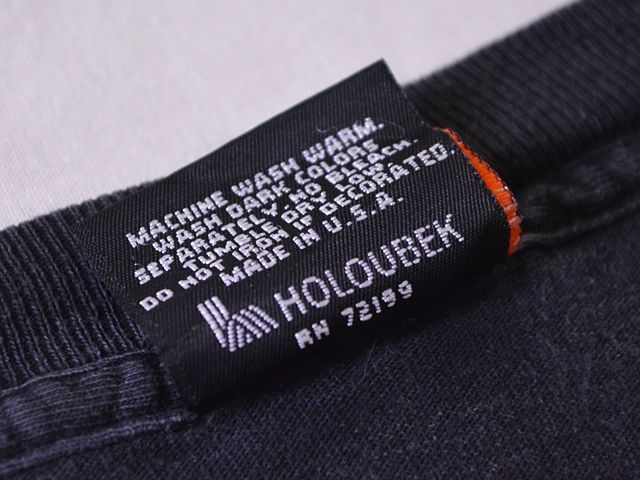 MACHINE WASH WARM.
WASH DARK COLORS
SEPARATELY. NO BLEACH.
TUMBLE DRY LOW.
DO NOT IRON IF DECORATED.
MADE IN U.S.A.
HOLOUBEK
RN 72199